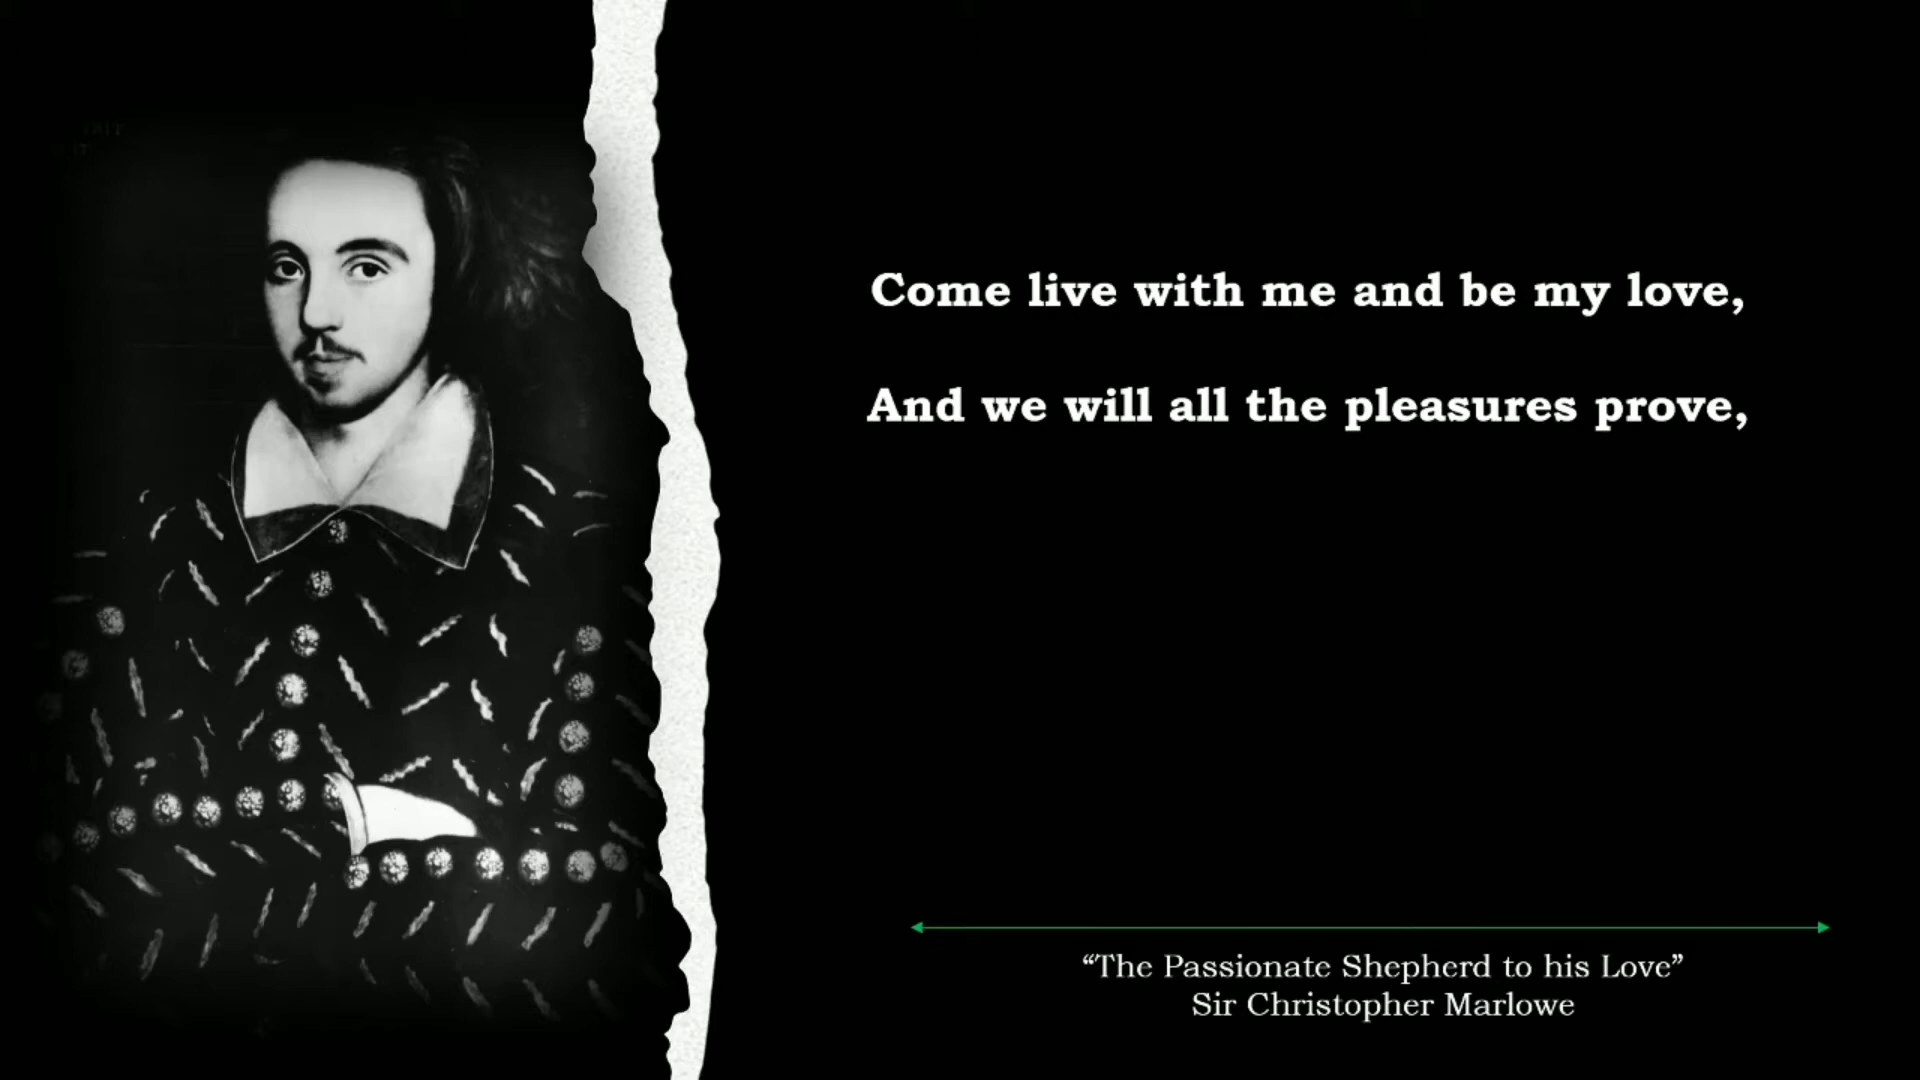 Come live with me and be my love,
And we will all the pleasures prove,
“The Passionate Shepherd to his Love”
Sir Christopher Marlowe